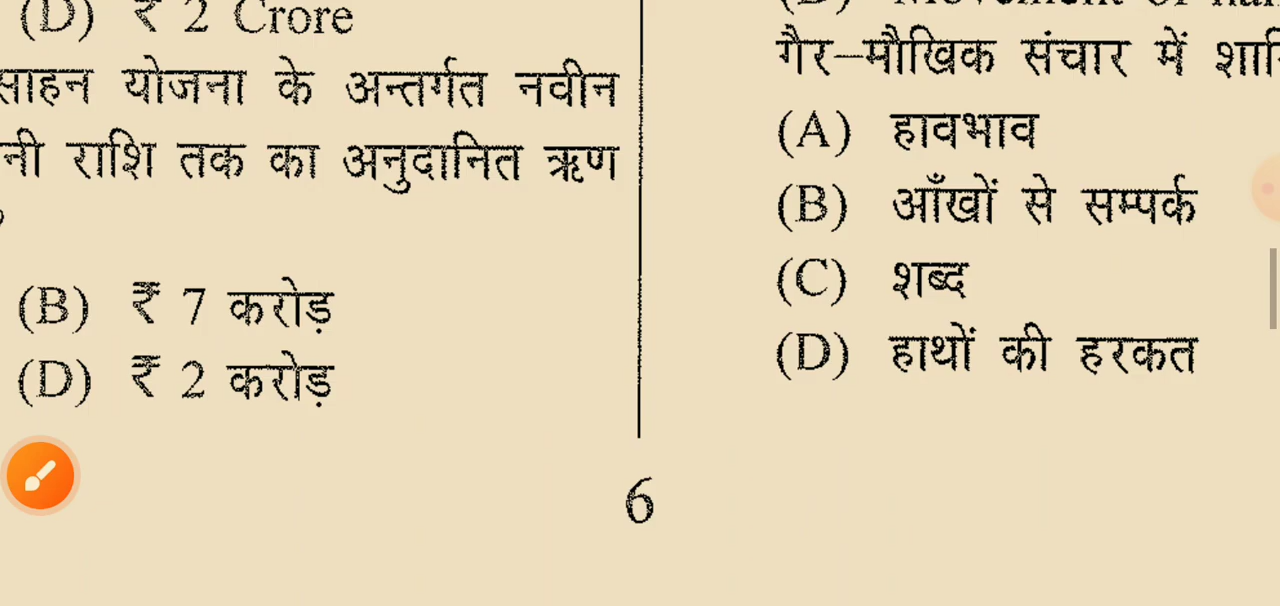 (D) ₹ 2 Crore
साहन योजना के अन्तर्गत नवीन
नी राशि तक का अनुदानित ऋण
(B) ₹ 7 करोड़
(D) ₹ 2 करोड़
गैर–मौखिक संचार में
(A) हावभाव
(B) आँखों से सम्पर्क
(C) शब्द
(D) हाथों की हरकत
6